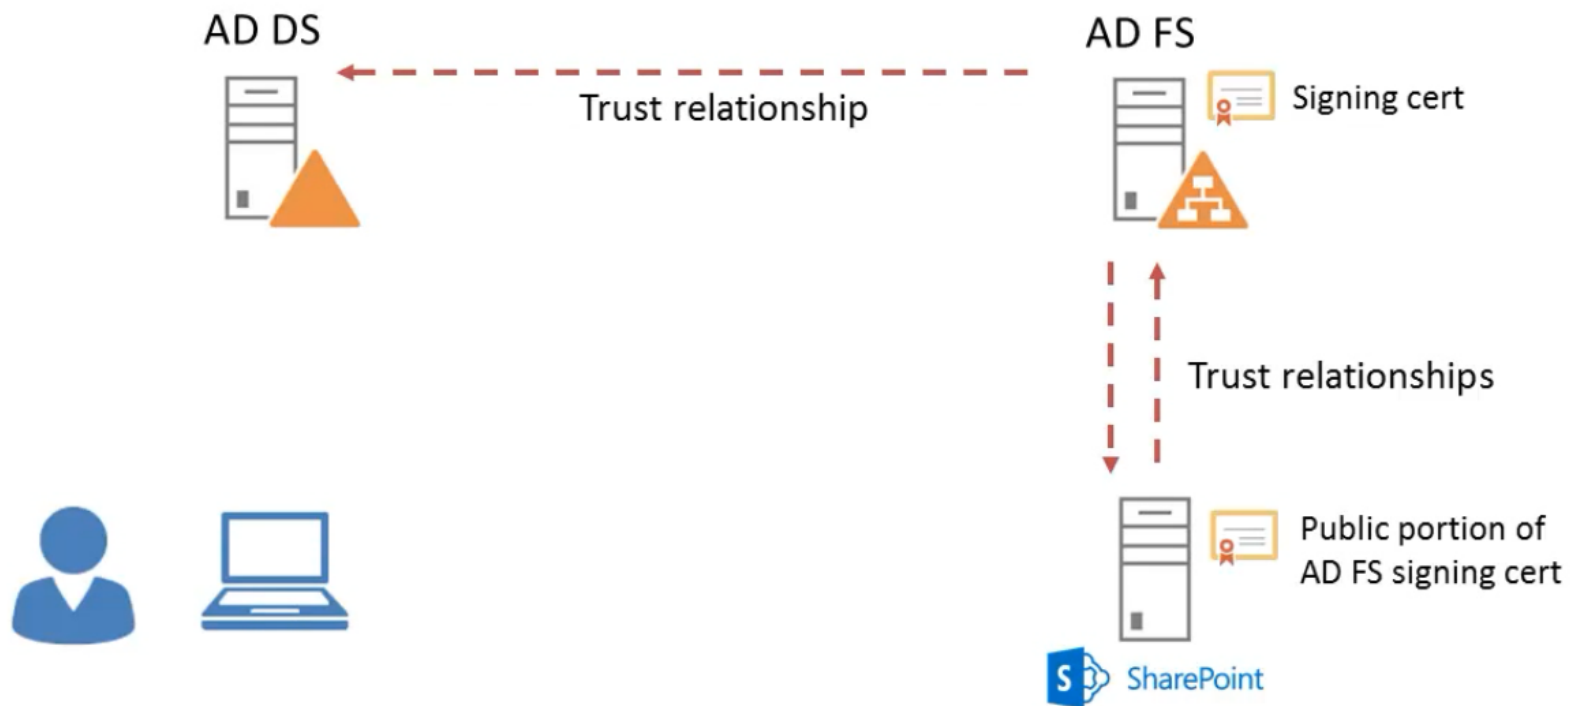 AD DS
AD FS
Signing cert
Trust relationship
Trust relationships
Public portion of
AD FS signing cert
S SharePoint